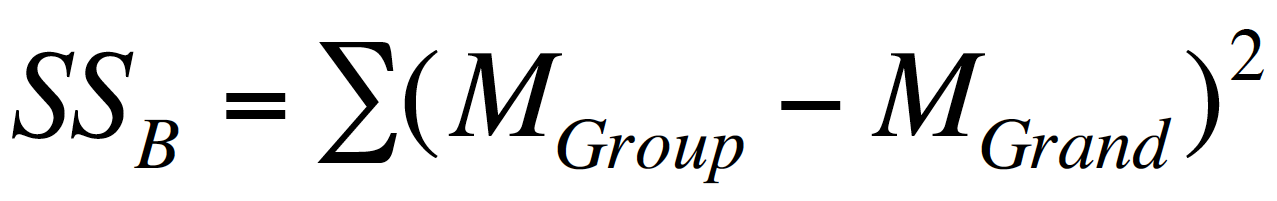 SS_B = ∑(M_Group − M_Grand)²